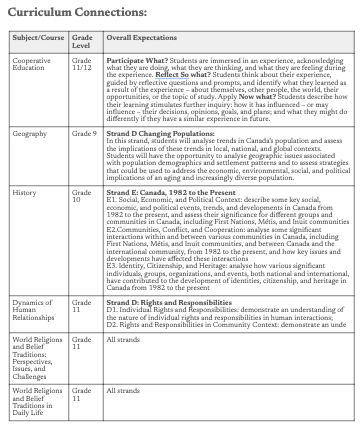 Curriculum Connections:
Subject/Course
Grade
Level
Overall Expectations
Cooperative
Education
Grade
11/12
Participate What? Students are immersed in an experience, acknowledging
what they are doing, what they are thinking, and what they are feeling during
the experience. Reflect So what? Students think about their experience,
guided by reflective questions and prompts, and identify what they learned
as a result of the experience – about themselves, other people, the world, their
opportunities, or the topic of study. Apply Now what? Students describe how
their learning stimulates further inquiry: how it has influenced – or may
influence – their decisions, opinions, goals, and plans; and what they might do
differently if they have a similar experience in future.
Geography
Grade 9
Strand D Changing Populations:
In this strand, students will analyse trends in Canada's population and assess
the implications of these trends in local, national, and global contexts.
Students will have the opportunity to analyse geographic issues associated
with population demographics and settlement patterns and to assess strategies
that could be used to address the economic, environmental, social, and political
implications of an aging and increasingly diverse population.
History
Grade
10
Strand E: Canada, 1982 to the Present
E1. Social, Economic, and Political Context: describe some key social,
economic, and political events, trends, and developments in Canada from
1982 to the present, and assess their significance for different groups and
communities in Canada, including First Nations, Métis, and Inuit communities
E2.Communities, Conflict, and Cooperation: analyse some significant
interactions within and between various communities in Canada, including
First Nations, Métis, and Inuit communities, and between Canada and the
international community, from 1982 to the present, and how key issues and
developments have affected these interactions
E3. Identity, Citizenship, and Heritage: analyse how various significant
individuals, groups, organizations, and events, both national and international,
have contributed to the development of identities, citizenship, and heritage in
Canada from 1982 to the present
Dynamics of
Human
Relationships
Grade
11
Strand D: Rights and Responsibilities
D1. Individual Rights and Responsibilities: demonstrate an understanding of
the nature of individual rights and responsibilities in human interactions;
D2. Rights and Responsibilities in Community Context: demonstrate an unde
World Religions
and Belief
Traditions:
Perspectives,
Issues, and
Challenges
Grade
11
All strands
World Religions
and Belief
Traditions in
Daily Life
Grade
11
All strands